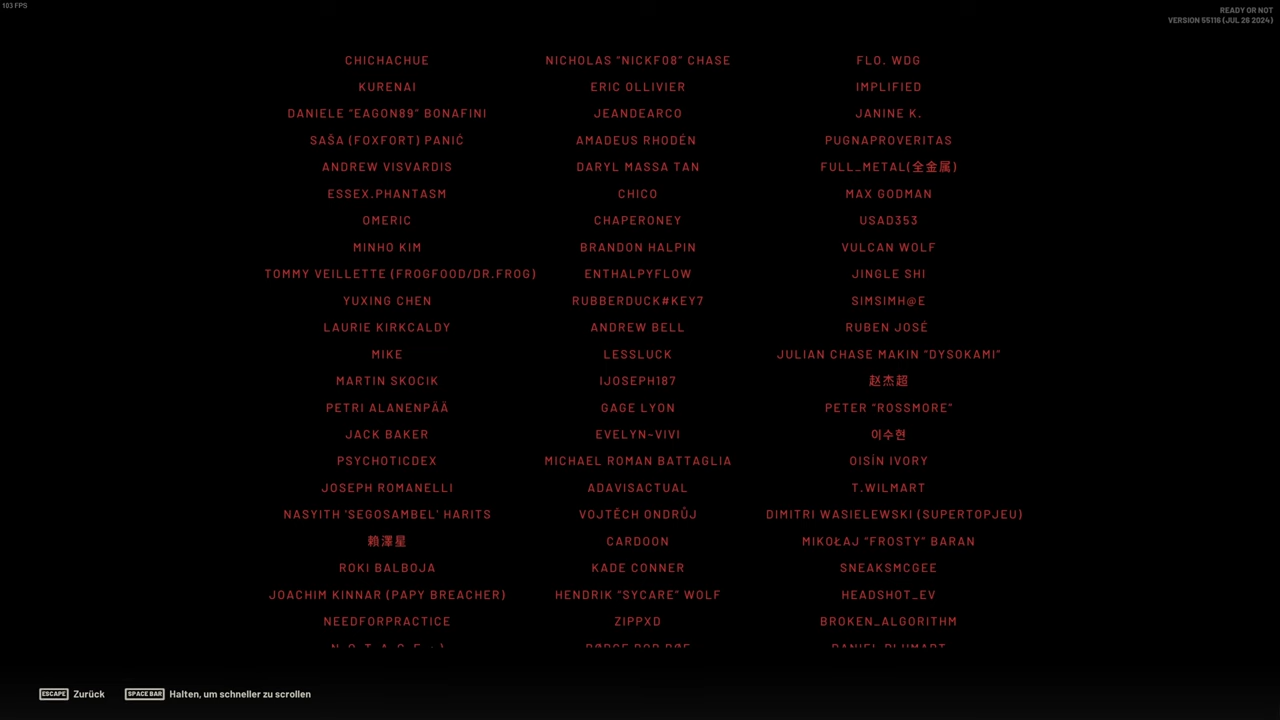 103 FPS
READY OR NOT
VERSION 55116 (JUL 26 2024)
CHICHACHUE NICHOLAS "NICKF08" CHASE FLO. WDG
KURENAI ERIC OLLIVIER IMPLIFIED
DANIELE "EAGON89" BONAFINI JEANDEARCO JANINE K.
SAŠA (FOXFORT) PANIĆ AMADEUS RHODÉN PUGNAPROVERITAS
ANDREW VISVARDIS DARYL MASSA TAN FULL_METAL(全金属)
ESSEX.PHANTASM CHICO MAX GODMAN
OMERIC CHAPERONEY USAD353
MINHO KIM BRANDON HALPIN VULCAN WOLF
TOMMY VEILLETTE (FROGFOOD/DR.FROG) ENTHALPYFLOW JINGLE SHI
YUXING CHEN RUBBERDUCK#KEY7 SIMSIMH@E
LAURIE KIRKCALDY ANDREW BELL RUBEN JOSÉ
MIKE LESSLUCK JULIAN CHASE MAKIN "DYSOKAMI"
MARTIN SKOCIK IJOSEPH187 赵杰超
PETRI ALANENPÄÄ GAGE LYON PETER "ROSSMORE"
JACK BAKER EVELYN-VIVI 이수현
PSYCHOTICDEX MICHAEL ROMAN BATTAGLIA OISÍN IVORY
JOSEPH ROMANELLI ADAVISACTUAL T.WILMART
NASYITH 'SEGOSAMBEL' HARITS VOJTĚCH ONDRŮJ DIMITRI WASIELEWSKI (SUPERTOPJEU)
賴澤星 CARDOON MIKOŁAJ "FROSTY" BARAN
ROKI BALBOJA KADE CONNER SNEAKSMCGEE
JOACHIM KINNAR (PAPY BREACHER) HENDRIK "SYCARE" WOLF HEADSHOT_EV
NEEDFORPRACTICE ZIPPXD BROKEN_ALGORITHM
ESCAPE Zurück SPACE BAR Halten, um schneller zu scrollen